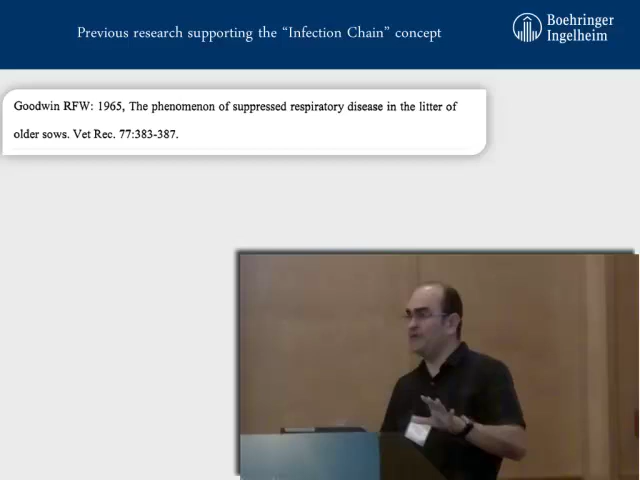 Previous research supporting the “Infection Chain” concept
Boehringer
Ingelheim
Goodwin RFW: 1965, The phenomenon of suppressed respiratory disease in the litter of
older sows. Vet Rec. 77:383-387.